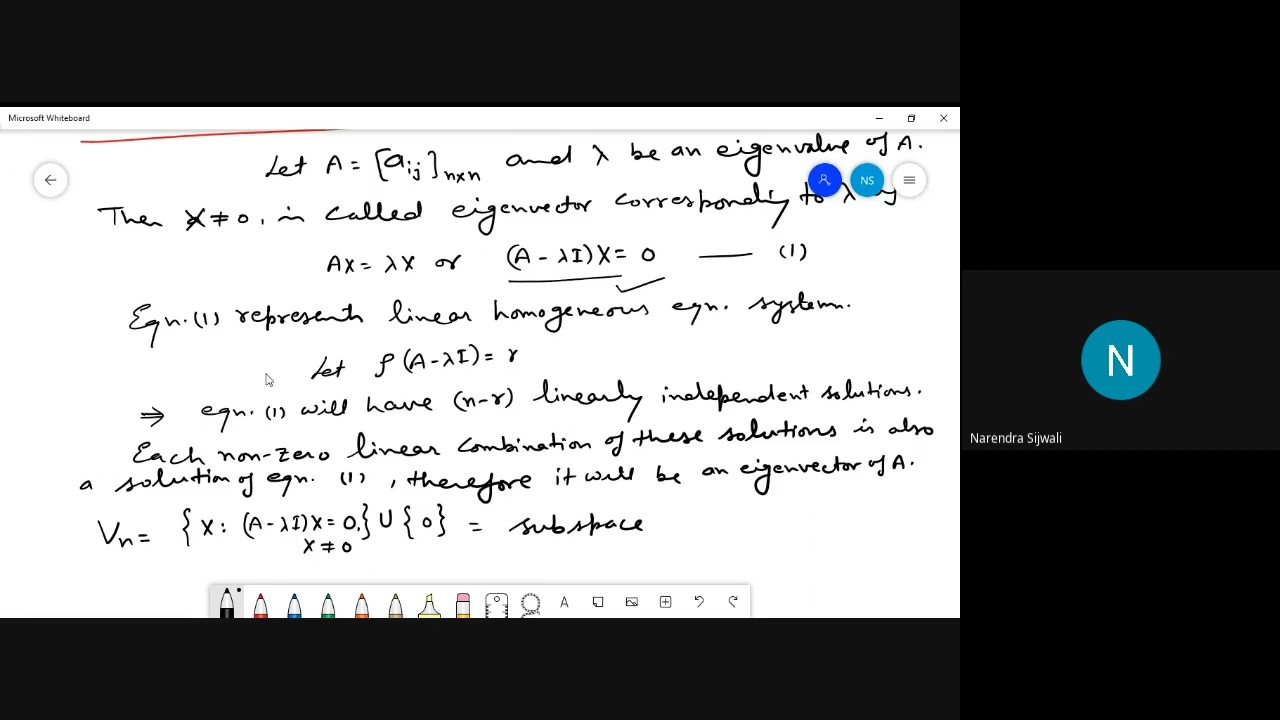 Microsoft Whiteboard
Let A = [aij]n×n and λ be an eigenvalue of A.
NS
Then X ≠ 0, is called eigenvector corresponding to λ by
AX = λX or (A - λI)X = 0 —— (1)
Eqn.(1) represents linear homogeneous eqn. system.
Let ρ(A-λI) = r
N
⇒ eqn. (1) will have (n-r) linearly independent solutions.
Narendra Sijwali
Each non-zero linear combination of these solutions is also
a solution of eqn. (1), therefore it will be an eigenvector of A.
Vn = {X : (A-λI)X = 0,} ∪ {0} = subspace
X ≠ 0
A